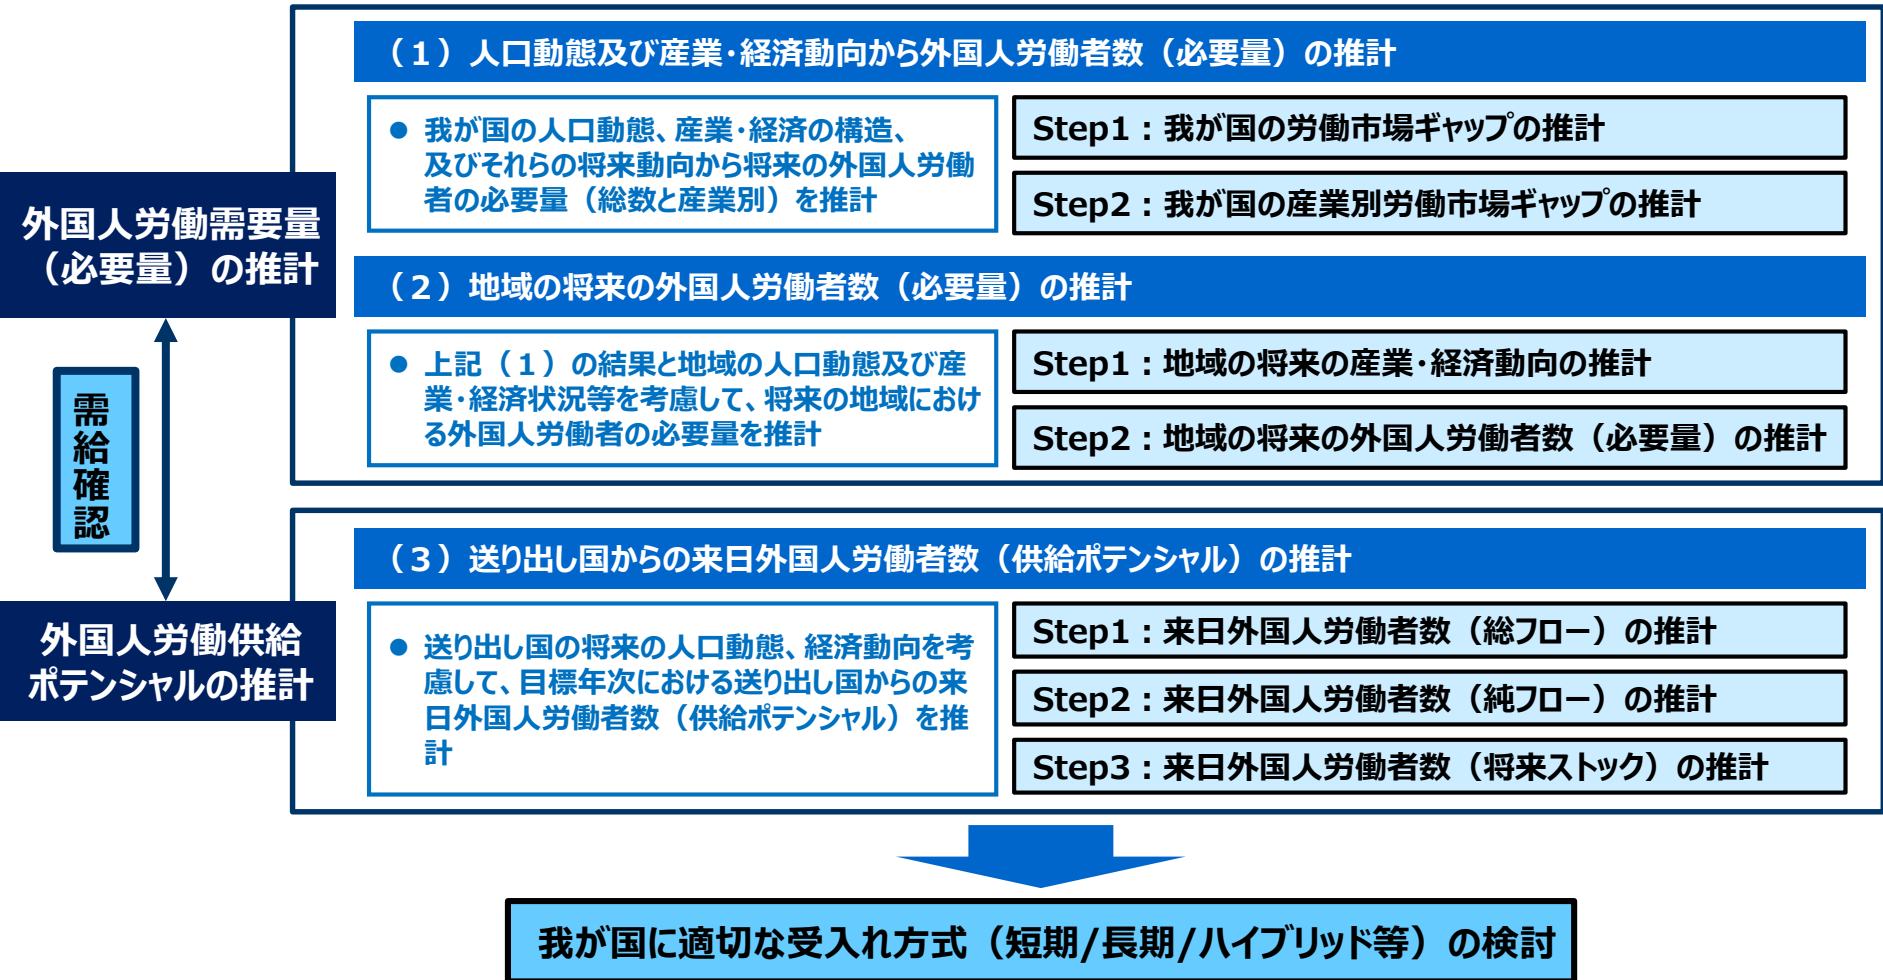 （１）人口動態及び産業・経済動向から外国人労働者数（必要量）の推計
● 我が国の人口動態、産業・経済の構造、
及びそれらの将来動向から将来の外国人労働
者の必要量（総数と産業別）を推計
Step1：我が国の労働市場ギャップの推計
Step2：我が国の産業別労働市場ギャップの推計
外国人労働需要量
（必要量）の推計
（２）地域の将来の外国人労働者数（必要量）の推計
● 上記（１）の結果と地域の人口動態及び産
業・経済状況等を考慮して、将来の地域におけ
る外国人労働者の必要量を推計
Step1：地域の将来の産業・経済動向の推計
Step2：地域の将来の外国人労働者数（必要量）の推計
需給確認
（３）送り出し国からの来日外国人労働者数（供給ポテンシャル）の推計
外国人労働供給
ポテンシャルの推計
● 送り出し国の将来の人口動態、経済動向を考
慮して、目標年次における送り出し国からの来
日外国人労働者数（供給ポテンシャル）を推
計
Step1：来日外国人労働者数（総フロー）の推計
Step2：来日外国人労働者数（純フロー）の推計
Step3：来日外国人労働者数（将来ストック）の推計
我が国に適切な受入れ方式（短期/長期/ハイブリッド等）の検討